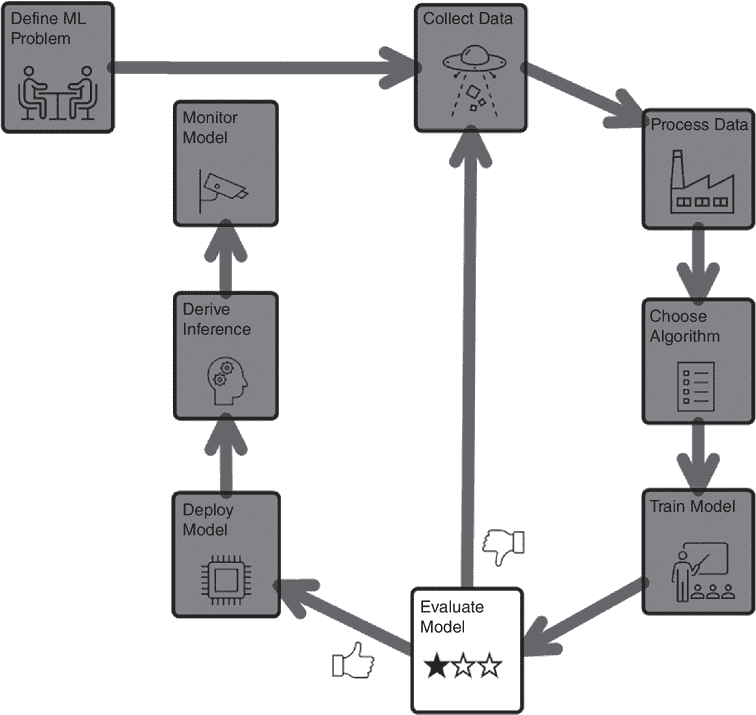 Define ML
Problem
Collect Data
Process Data
Monitor
Model
Choose
Algorithm
Derive
Inference
Train Model
Deploy
Model
Evaluate
Model